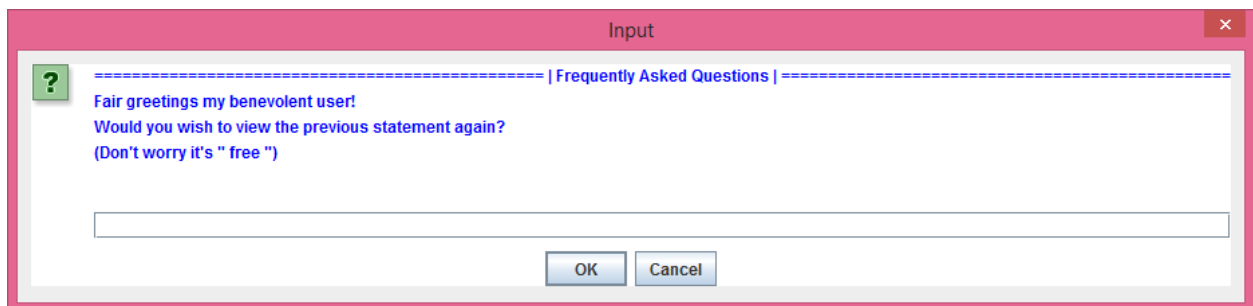 Input
================================================ | Frequently Asked Questions | ================================================
Fair greetings my benevolent user!
Would you wish to view the previous statement again?
(Don't worry it's " free ")
OK Cancel